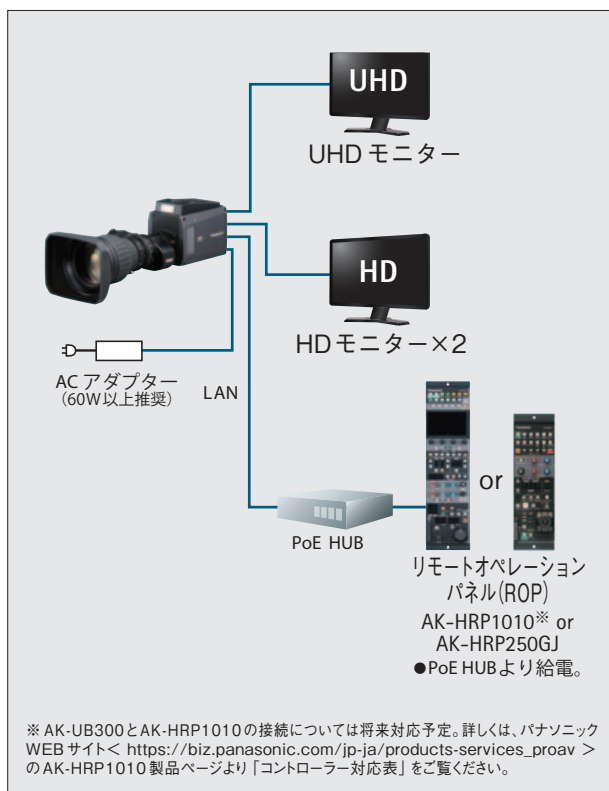 UHD
UHD モニター
HD
HDモニター×2
AC アダプター
(60W以上推奨)
LAN
PoE HUB
or
リモートオペレーション
パネル(ROP)
AK-HRP1010※ or
AK-HRP250GJ
●PoE HUBより給電。
※ AK-UB300とAK-HRP1010の接続については将来対応予定。詳しくは、パナソニック
WEBサイト< https://biz.panasonic.com/jp-ja/products-services_proav >
のAK-HRP1010製品ページより「コントローラー対応表」をご覧ください。